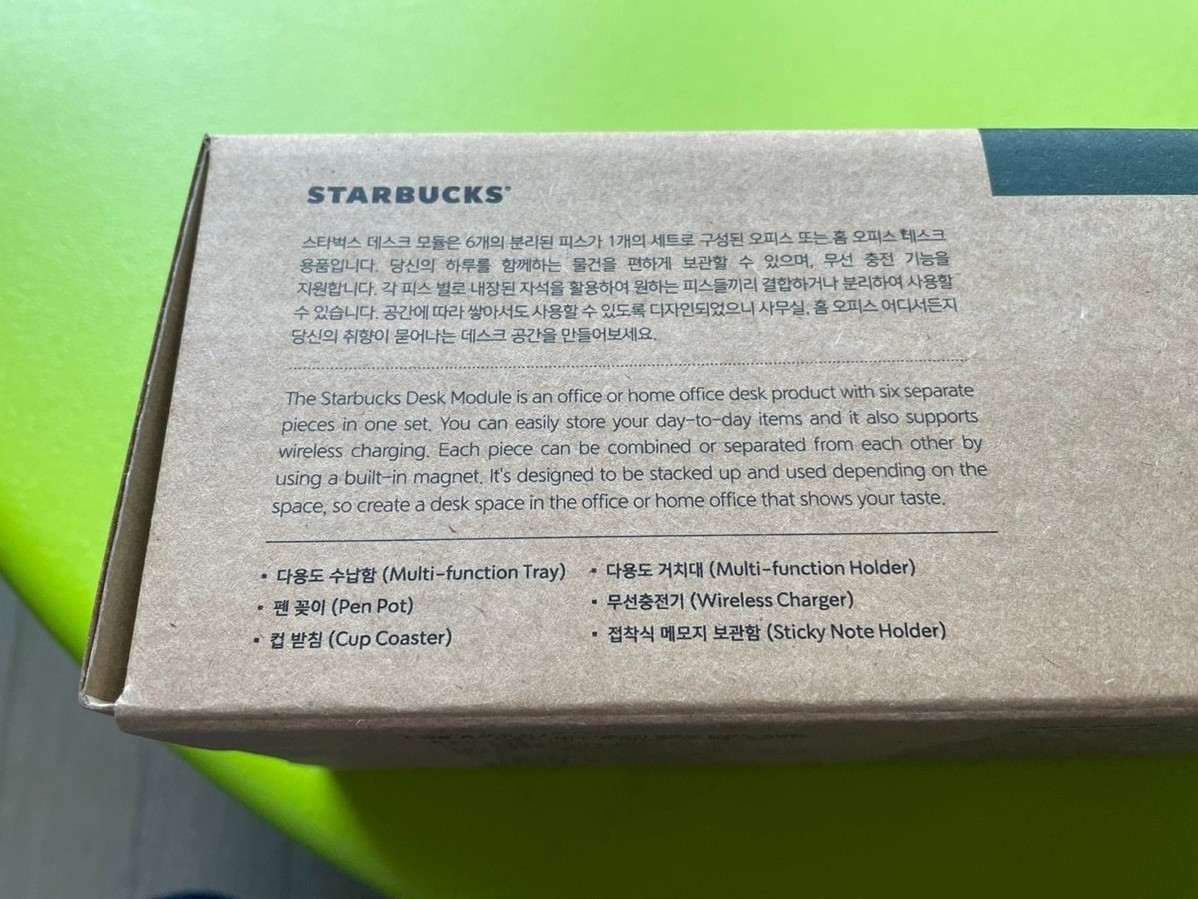 STARBUCKS®
스타벅스 데스크 모듈은 6개의 분리된 피스가 1개의 세트로 구성된 오피스 또는 홈 오피스 데스크
용품입니다. 당신의 하루를 함께하는 물건을 편하게 보관할 수 있으며, 무선 충전 기능을
지원합니다. 각 피스 별로 내장된 자석을 활용하여 원하는 피스들끼리 결합하거나 분리하여 사용할
수 있습니다. 공간에 따라 쌓아서도 사용할 수 있도록 디자인되었으니 사무실, 홈 오피스 어디서든지
당신의 취향이 묻어나는 데스크 공간을 만들어보세요.
The Starbucks Desk Module is an office or home office desk product with six separate
pieces in one set. You can easily store your day-to-day items and it also supports
wireless charging. Each piece can be combined or separated from each other by
using a built-in magnet. It's designed to be stacked up and used depending on the
space, so create a desk space in the office or home office that shows your taste.
• 다용도 수납함 (Multi-function Tray) • 다용도 거치대 (Multi-function Holder)
• 펜 꽂이 (Pen Pot) • 무선충전기 (Wireless Charger)
• 컵 받침 (Cup Coaster) • 접착식 메모지 보관함 (Sticky Note Holder)